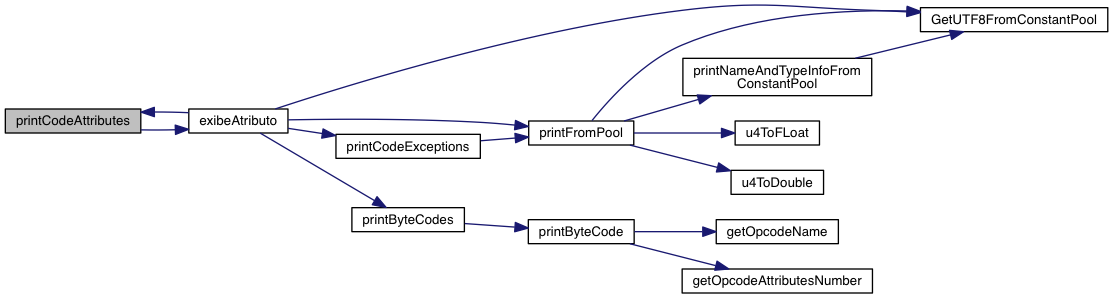 GetUTF8FromConstantPool
printNameAndTypeInfoFrom
ConstantPool
printCodeAttributes
exibeAtributo
printFromPool
u4ToFLoat
printCodeExceptions
u4ToDouble
printByteCodes
printByteCode
getOpcodeName
getOpcodeAttributesNumber